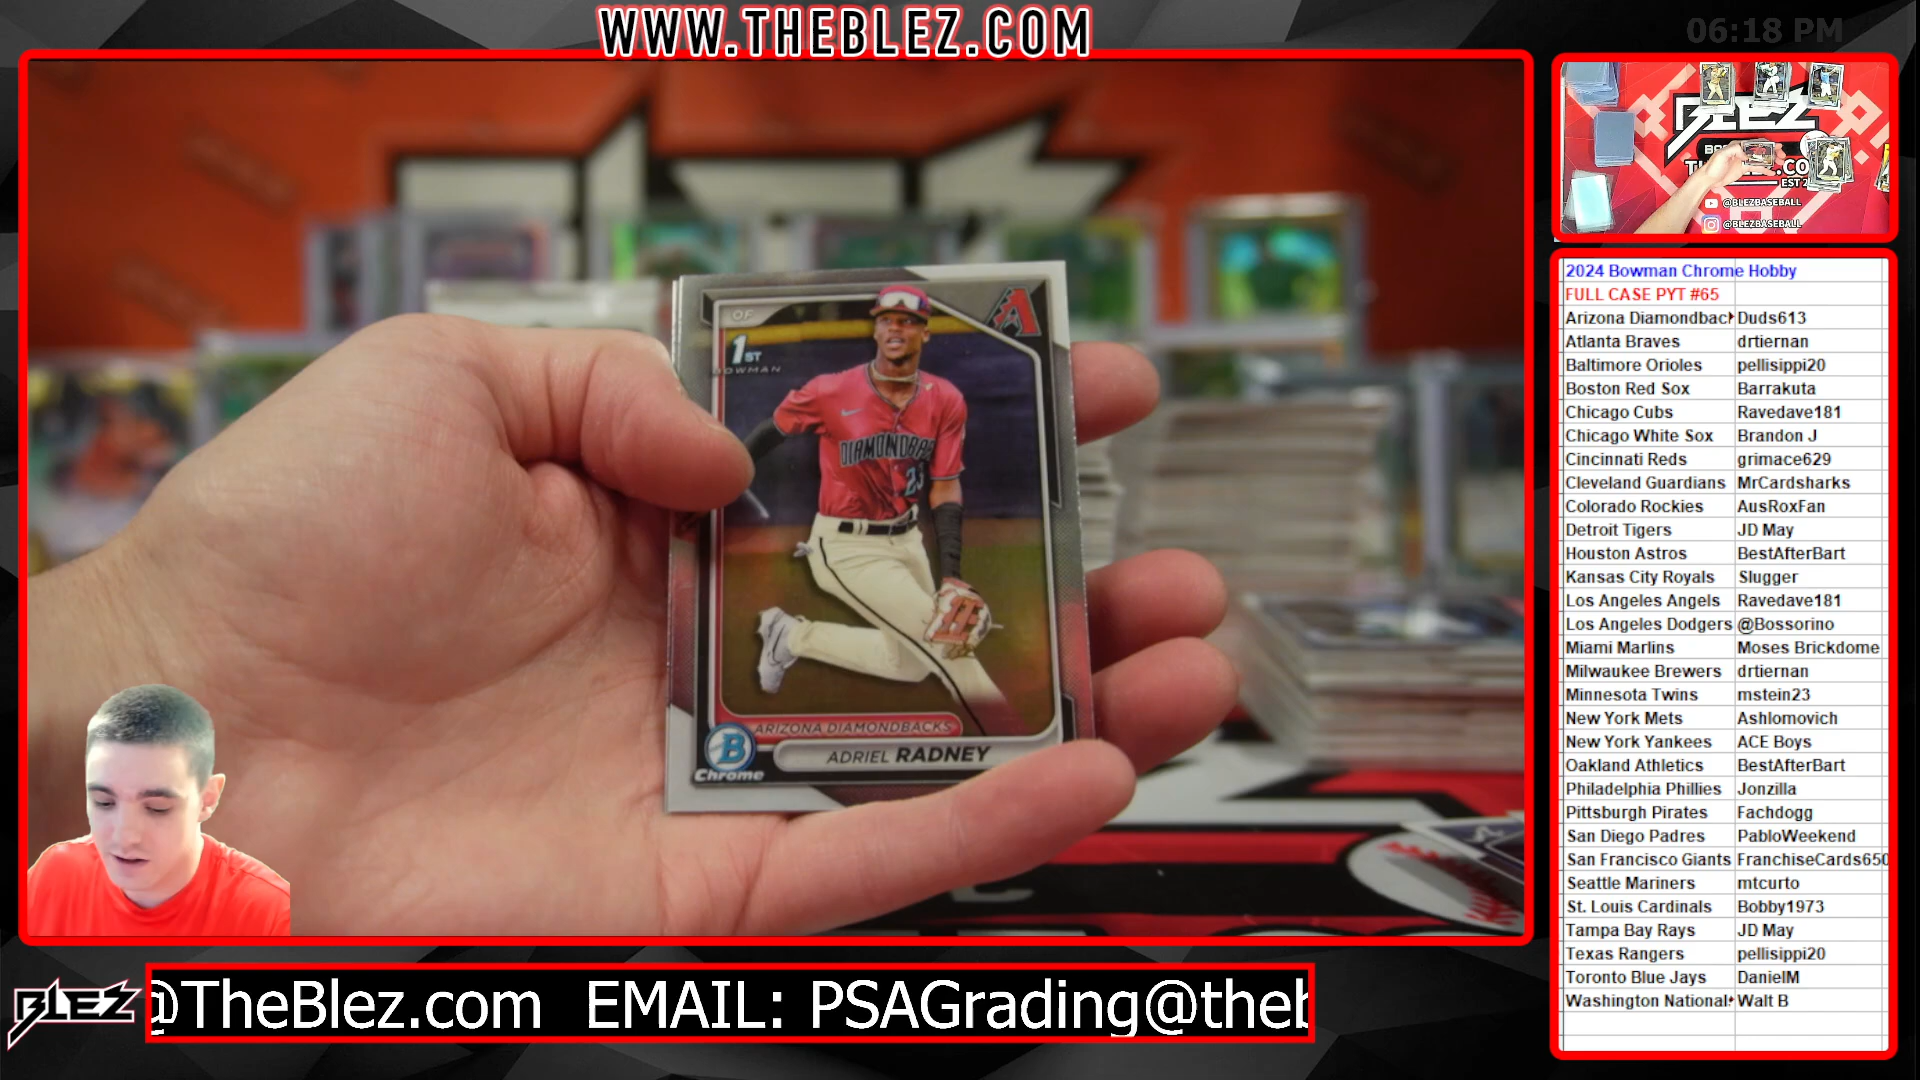 WWW.THEBLEZ.COM
06:18 PM
OF
1ST
BOWMAN
DIAMONDBA
23
ARIZONA DIAMONDBACKS
ADRIEL RADNEY
B
Chrome
BLEZ
EST 2
@BLEZBASEBALL
@BLEZBASEBALL
2024 Bowman Chrome Hobby
FULL CASE PYT #65
Arizona Diamondbac Duds613
Atlanta Braves drtiernan
Baltimore Orioles pellisippi20
Boston Red Sox Barrakuta
Chicago Cubs Ravedave181
Chicago White Sox Brandon J
Cincinnati Reds grimace629
Cleveland Guardians MrCardsharks
Colorado Rockies AusRoxFan
Detroit Tigers JD May
Houston Astros BestAfterBart
Kansas City Royals Slugger
Los Angeles Angels Ravedave181
Los Angeles Dodgers @Bossorino
Miami Marlins Moses Brickdome
Milwaukee Brewers drtiernan
Minnesota Twins mstein23
New York Mets Ashlomovich
New York Yankees ACE Boys
Oakland Athletics BestAfterBart
Philadelphia Phillies Jonzilla
Pittsburgh Pirates Fachdogg
San Diego Padres PabloWeekend
San Francisco Giants FranchiseCards650
Seattle Mariners mtcurto
St. Louis Cardinals Bobby1973
Tampa Bay Rays JD May
Texas Rangers pellisippi20
Toronto Blue Jays DanielM
Washington National Walt B
BLEZ
@TheBlez.com EMAIL: PSAGrading@theb